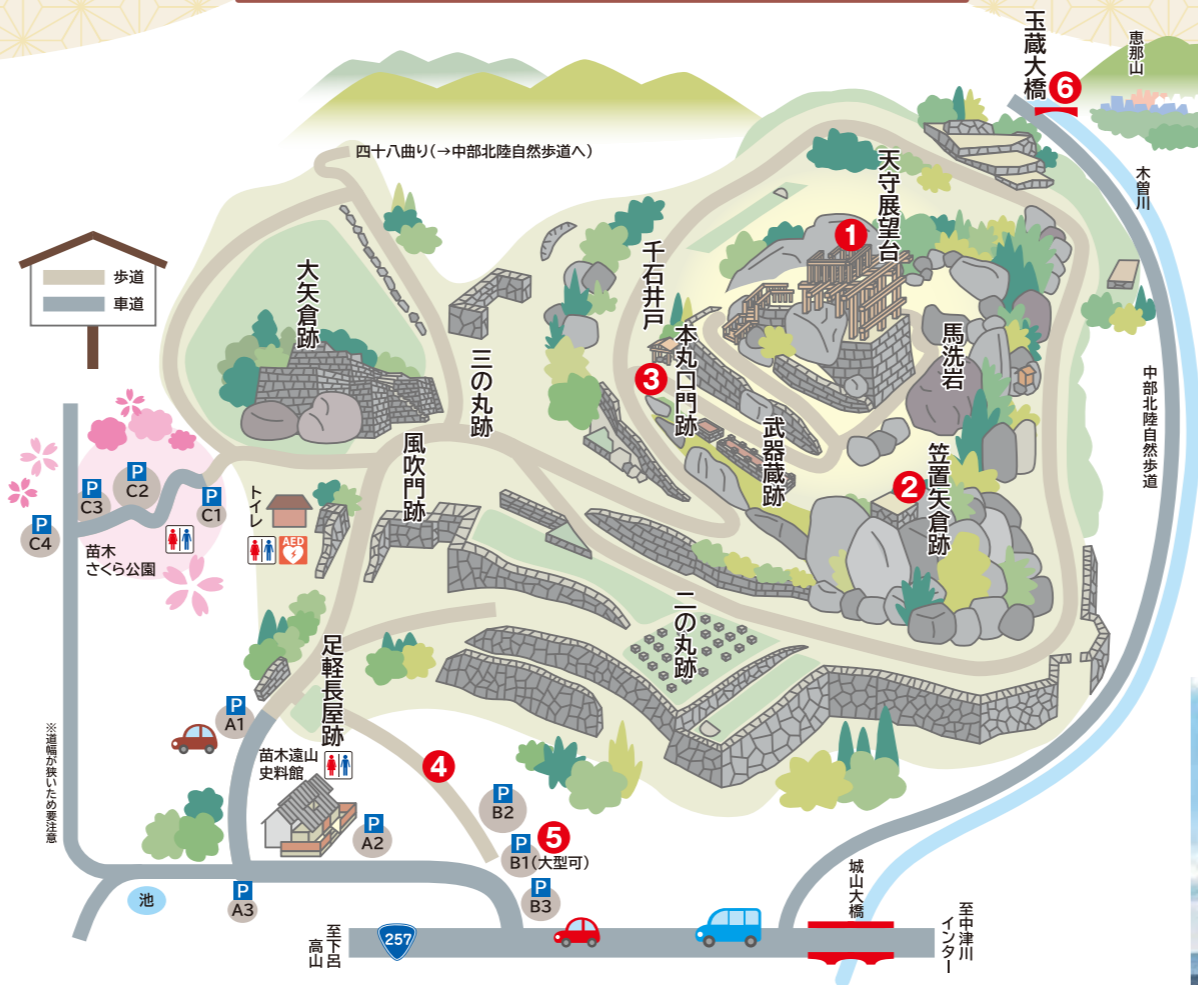 玉蔵大橋
6
恵那山
木曽川
中部北陸自然歩道
四十八曲り(→中部北陸自然歩道へ)
天守展望台
1
千石井戸
本丸口門跡
3
馬洗岩
武器蔵跡
笠置矢倉跡
2
歩道
車道
大矢倉跡
三の丸跡
風吹門跡
二の丸跡
P
C3
P
C2
P
C1
P
C4
苗木
さくら公園
トイレ
AED
足軽長屋跡
P
A1
苗木遠山
史料館
4
P
A2
P
B2
5
P
B1(大型可)
P
B3
P
A3
池
※道幅が狭いため要注意
城山大橋
至下呂
高山
257
至中津川
インター